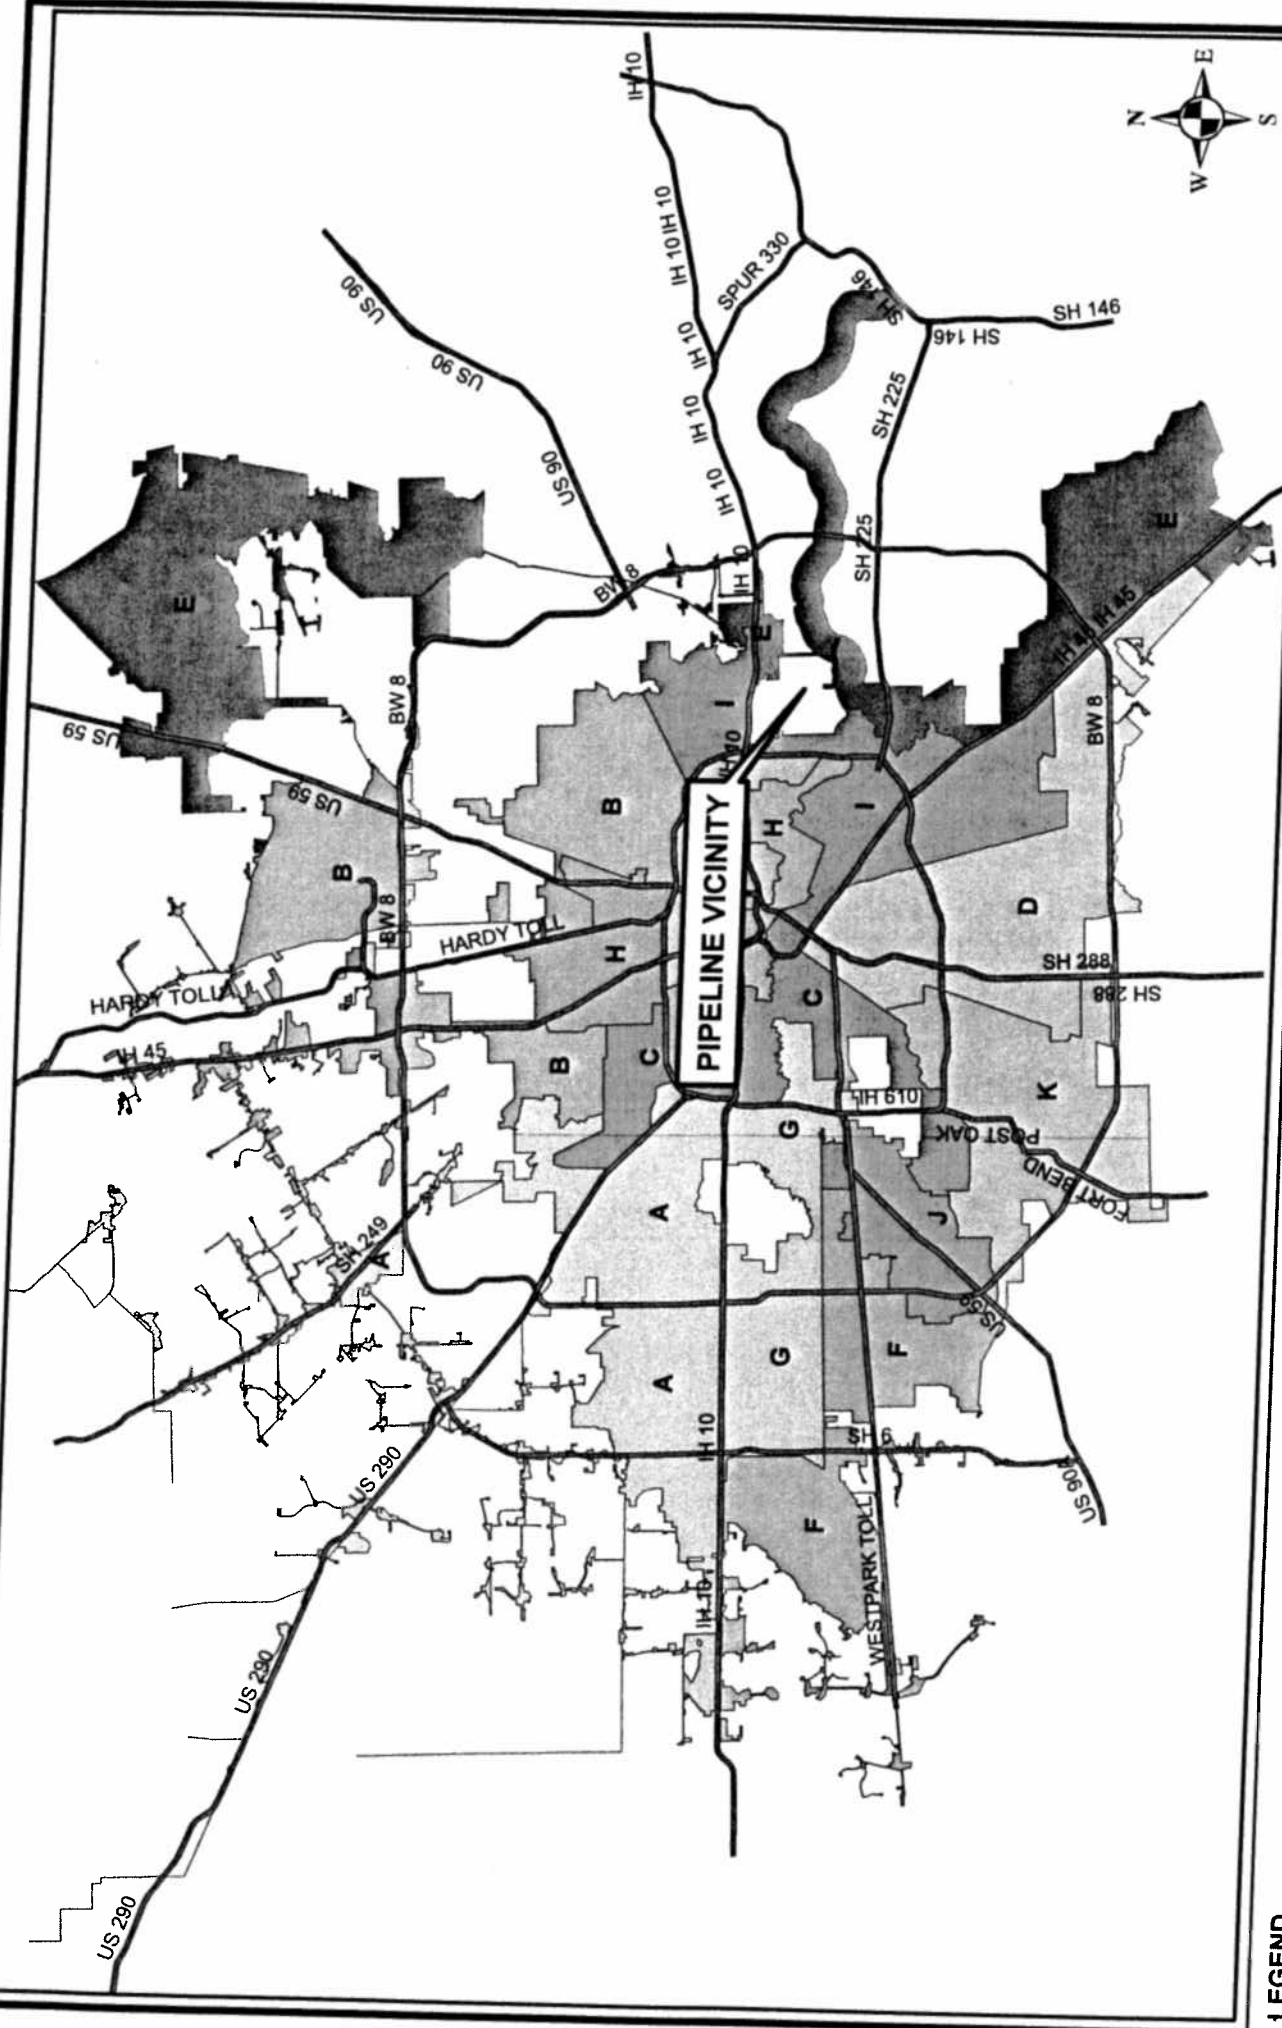 US 290
US 290
US 290
SH 249
A
HARDY TOLL
IH 45
HARDY TOLL
US 59
US 59
E
B
BW 8
BW 8
US 90
US 90
US 90
N
W
E
S
A
A
B
C
H
B
I
BW 8
IH 10
IH 10
IH 10
IH 10
IH 10
IH 10
IH 10
IH 10
IH 10
IH 10
SPUR 330
PIPELINE VICINITY
E
F
G
G
C
H
I
WESTPARK TOLL
SH 6
F
J
IH 610
SH 225
SH 225
SH 146
SH 146
SH 146
US 90
US 59
POST OAK
FORT BEND
K
D
SH 288
SH 288
BW 8
IH 45
IH 45
E
LEGEND